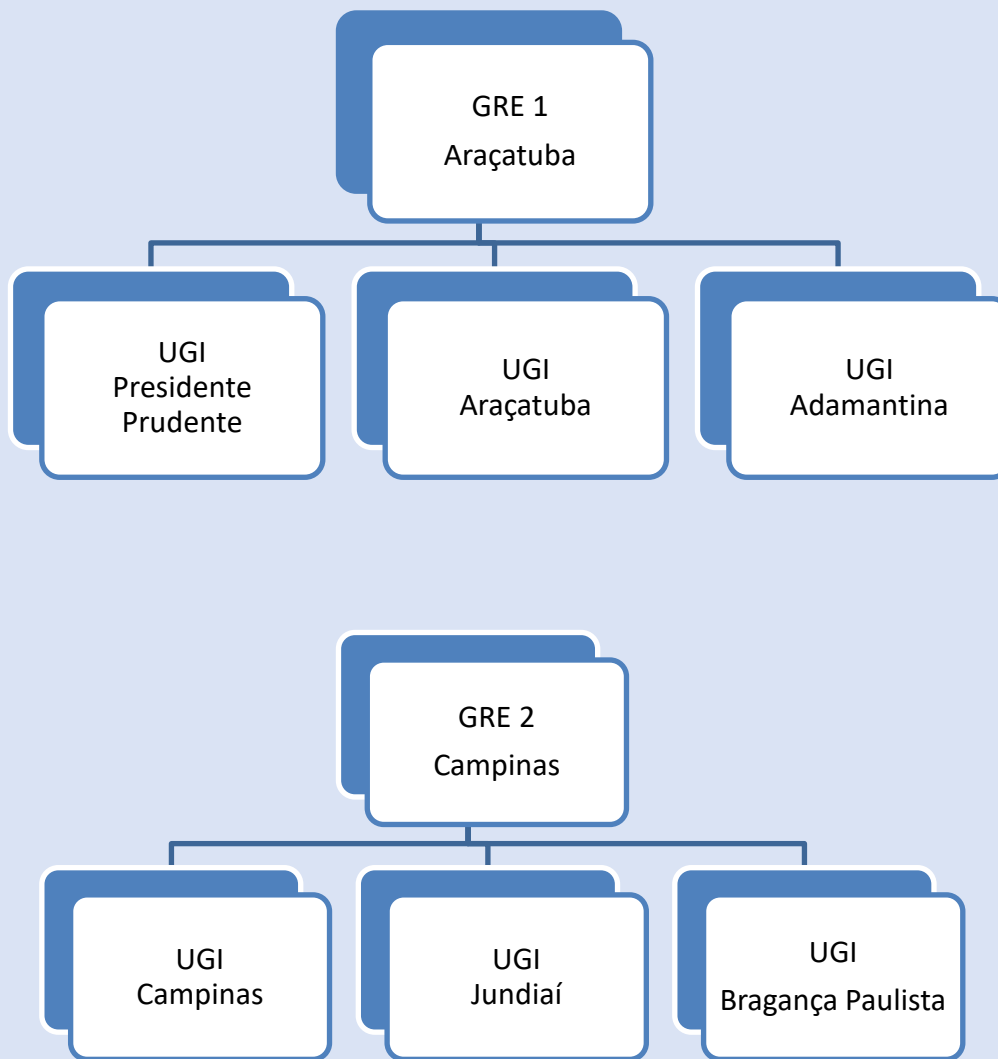 GRE 1
Araçatuba
UGI
Presidente
Prudente
UGI
Araçatuba
UGI
Adamantina
GRE 2
Campinas
UGI
Campinas
UGI
Jundiaí
UGI
Bragança Paulista